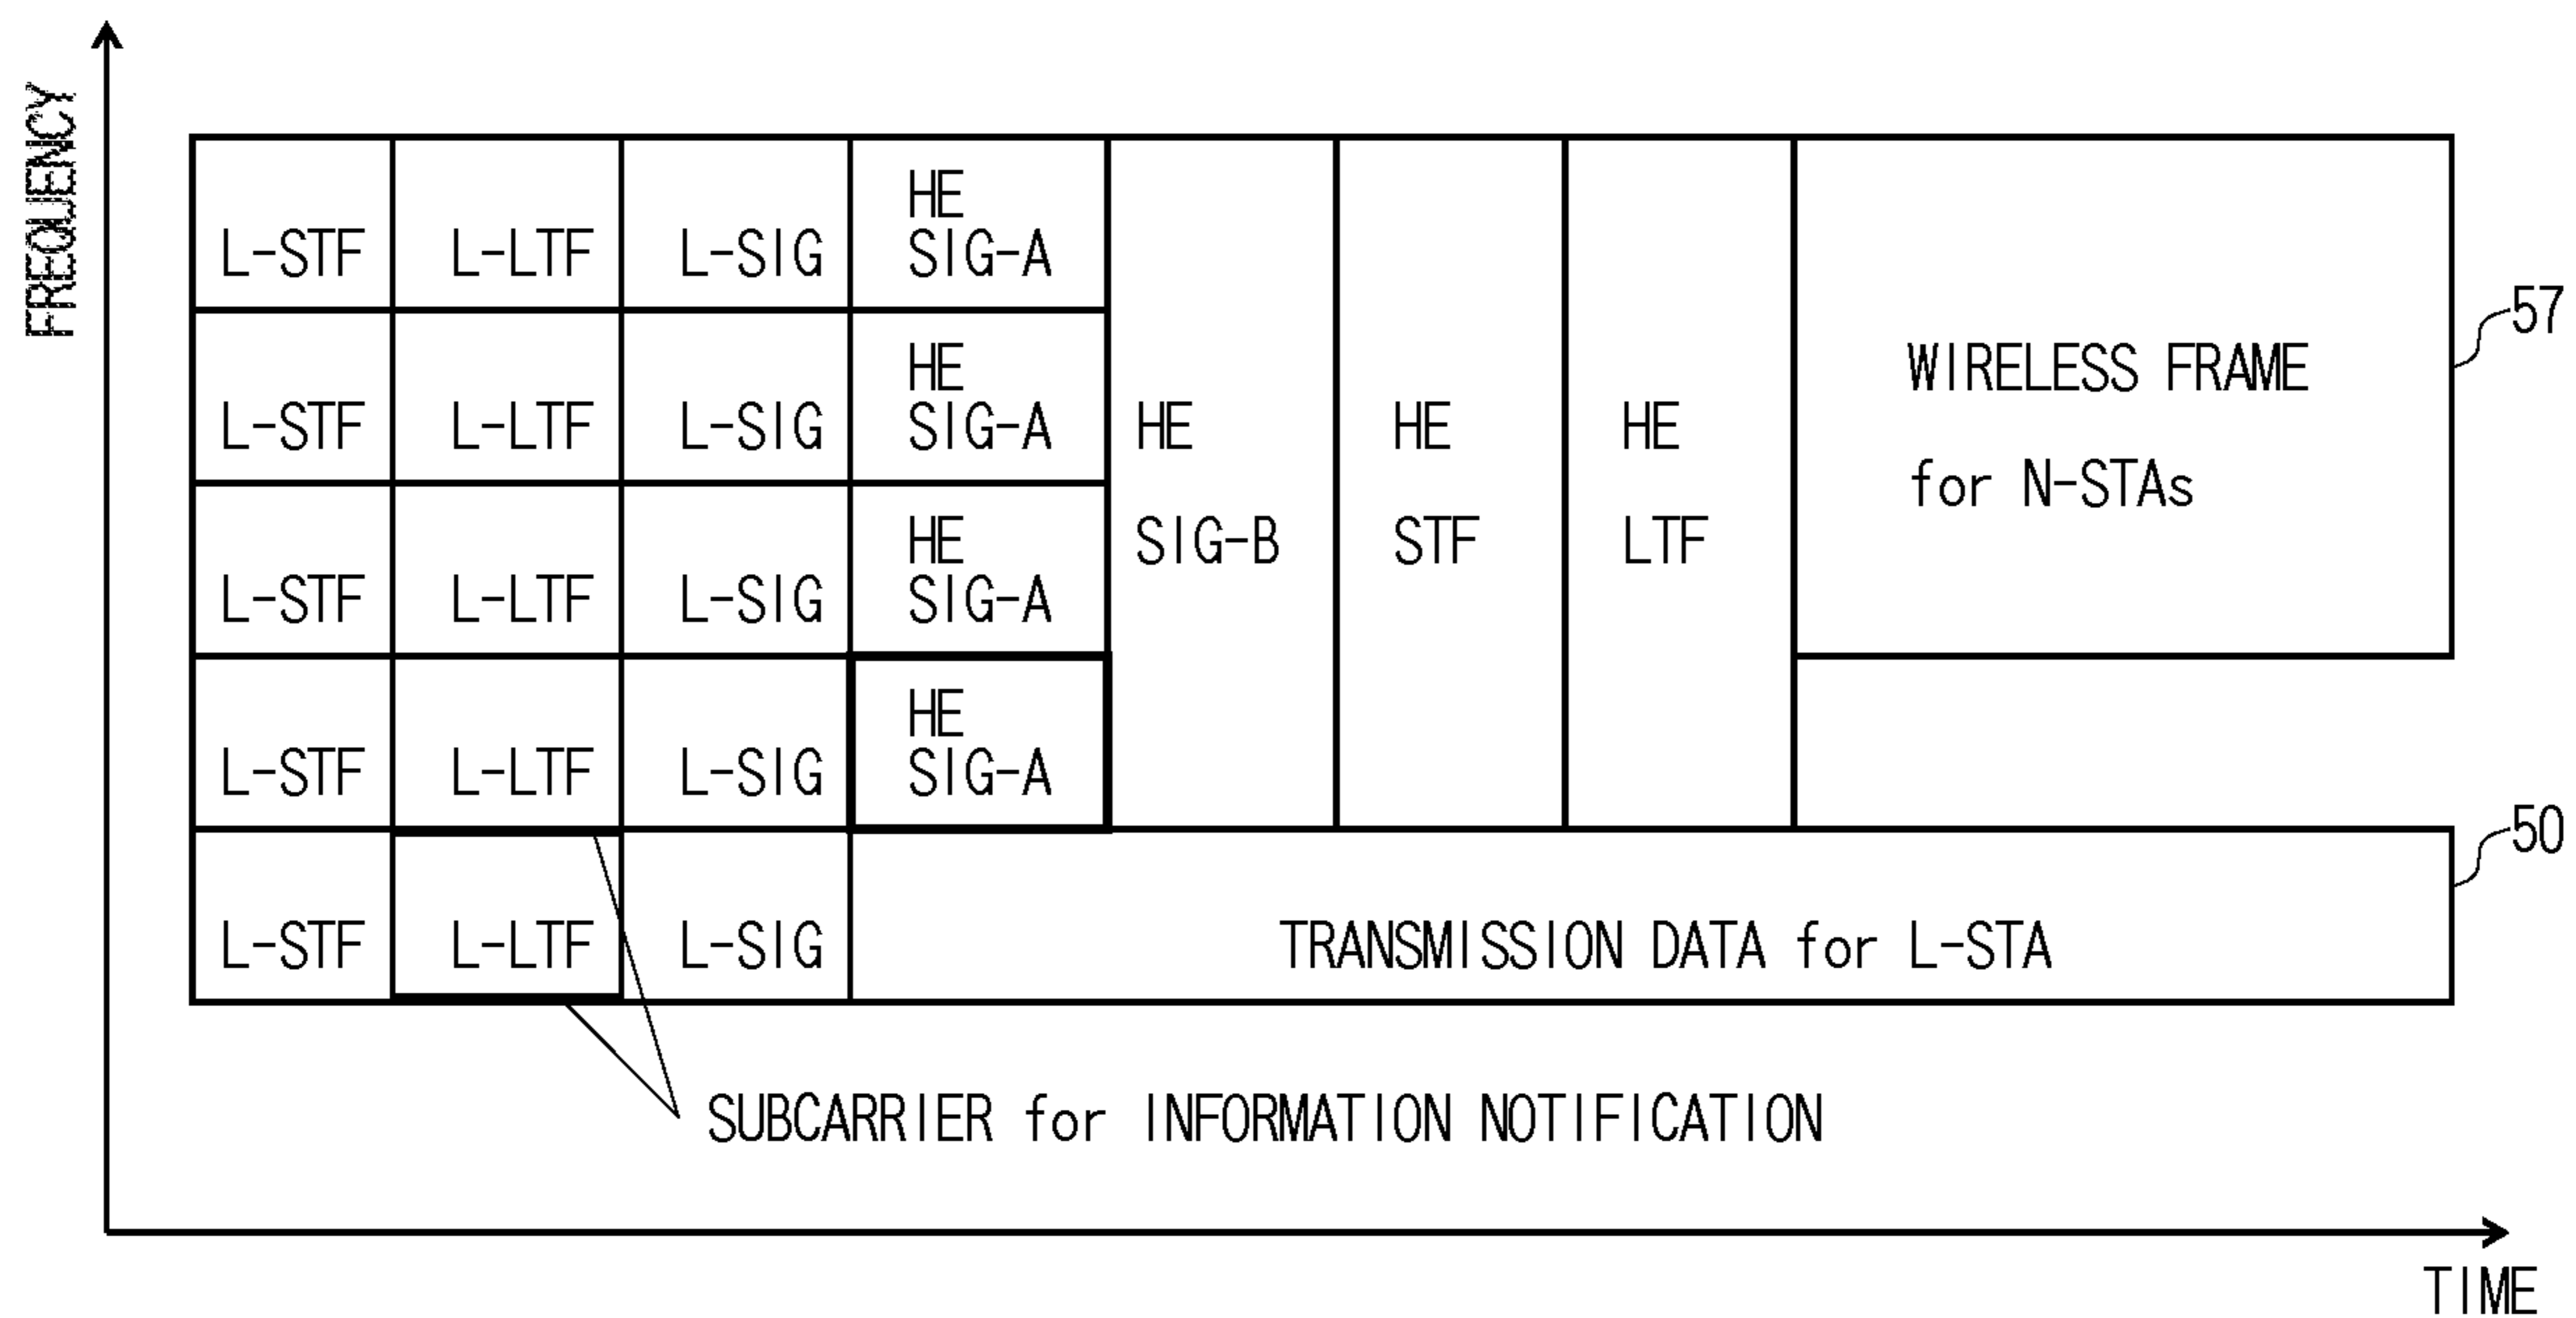 FREQUENCY
L-STF L-LTF L-SIG HE SIG-A
L-STF L-LTF L-SIG HE SIG-A
L-STF L-LTF L-SIG HE SIG-A
L-STF L-LTF L-SIG HE SIG-A
L-STF L-LTF L-SIG
HE
SIG-B
HE
STF
HE
LTF
WIRELESS FRAME
for N-STAs
57
TRANSMISSION DATA for L-STA
50
SUBCARRIER for INFORMATION NOTIFICATION
TIME